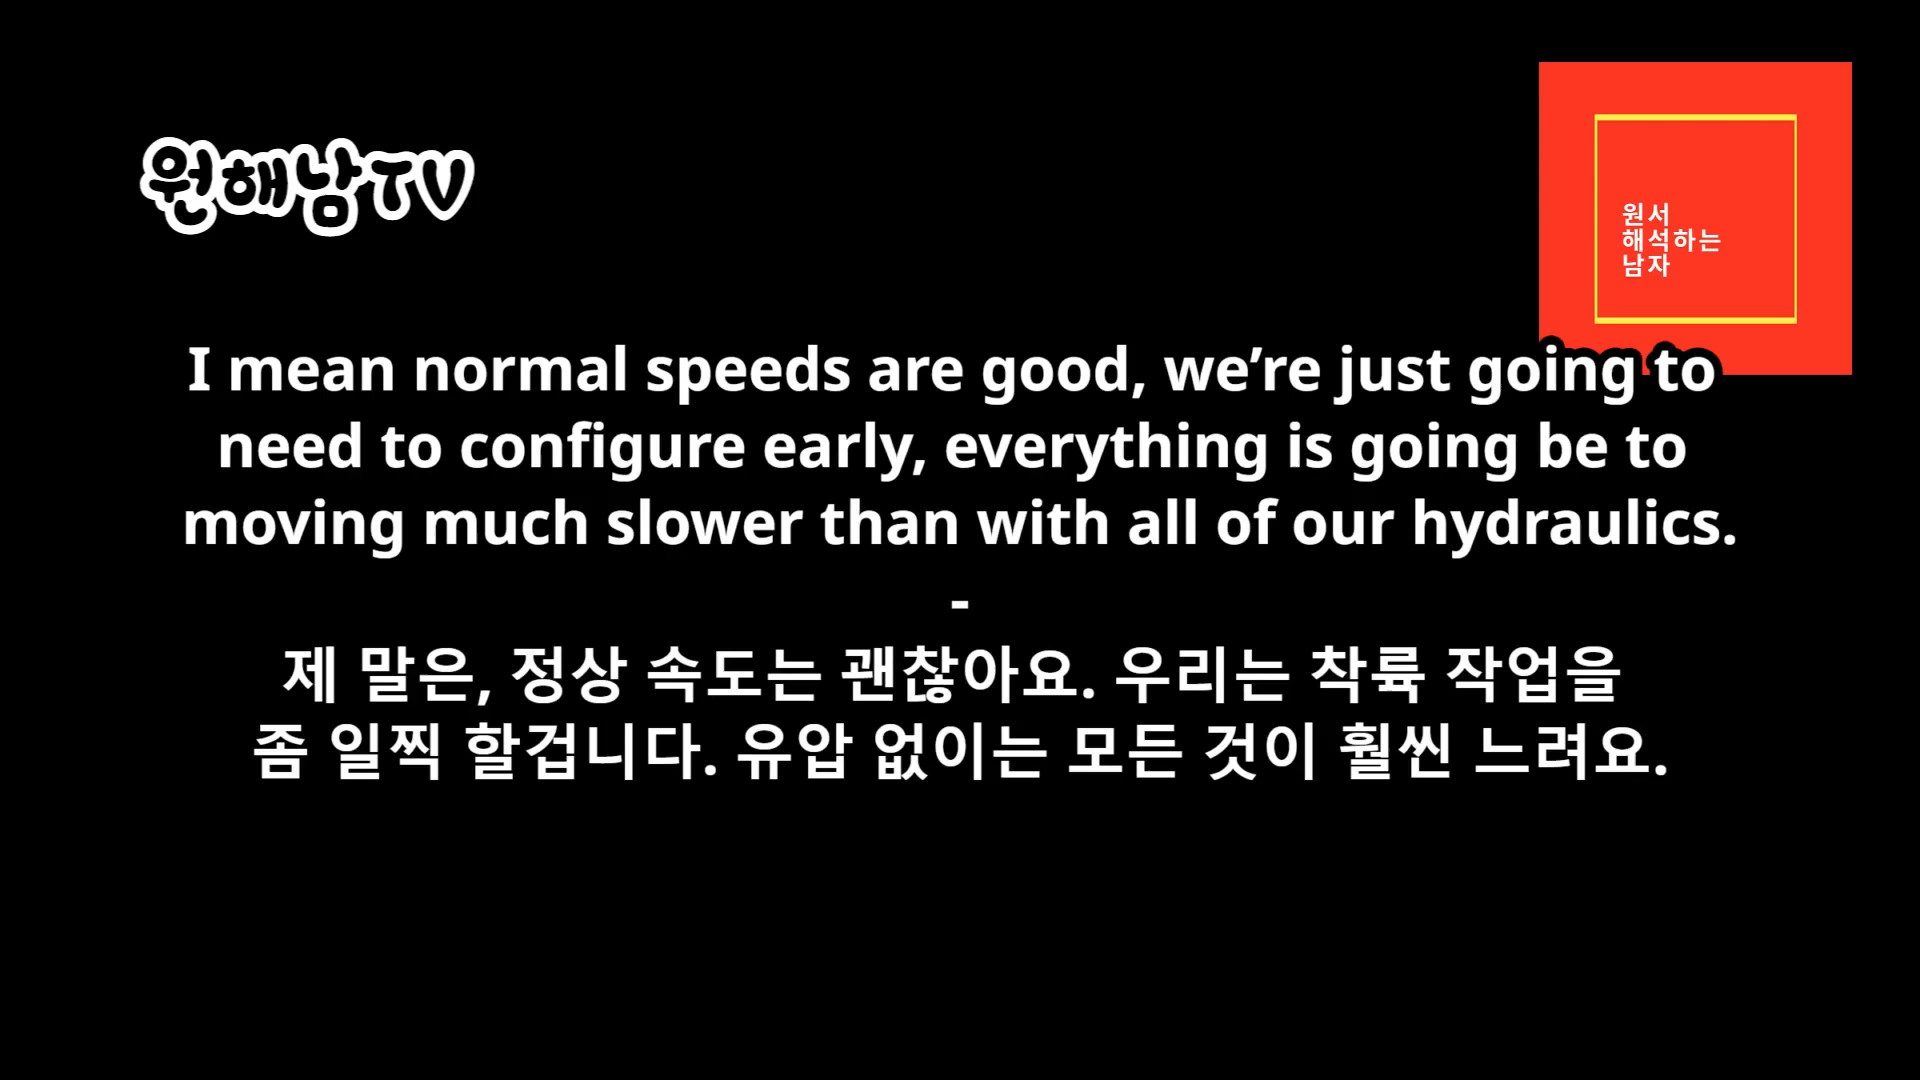 원해남TV
원서
해석하는
남자
I mean normal speeds are good, we’re just going to
need to configure early, everything is going be to
moving much slower than with all of our hydraulics.
-
제 말은, 정상 속도는 괜찮아요. 우리는 착륙 작업을
좀 일찍 할겁니다. 유압 없이는 모든 것이 훨씬 느려요.